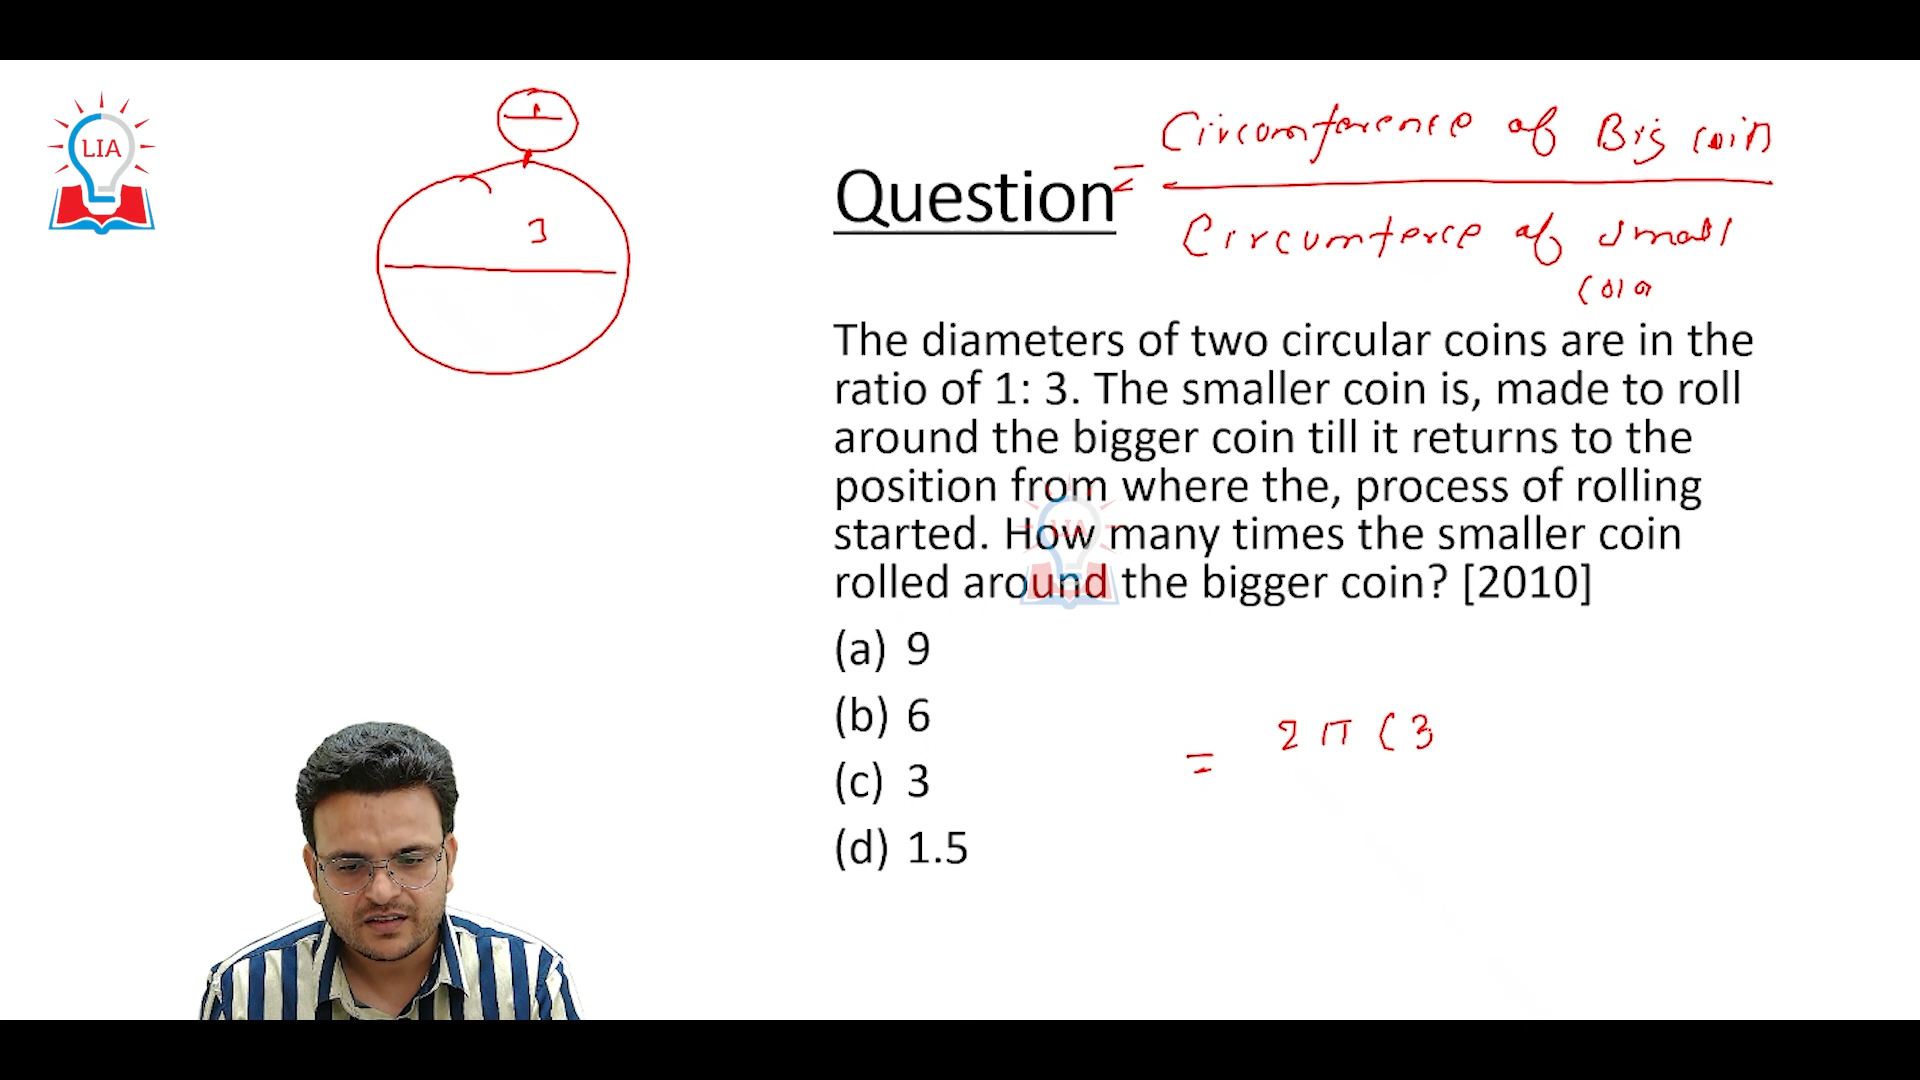 LIA
1
3
Question
= Circumference of Big coin
Circumference of small
coin
The diameters of two circular coins are in the
ratio of 1: 3. The smaller coin is, made to roll
around the bigger coin till it returns to the
position from where the, process of rolling
started. How many times the smaller coin
rolled around the bigger coin? [2010]
LIA
(a) 9
(b) 6
(c) 3
(d) 1.5
= 2 π ( 3